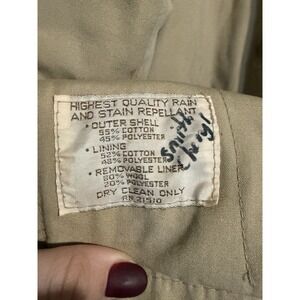 HIGHEST QUALITY RAIN
AND STAIN REPELLANT
• OUTER SHELL
55% COTTON
45% POLYESTER
• LINING
52% COTTON
48% POLYESTER
• REMOVABLE LINER
80% WOOL
20% POLYESTER
DRY CLEAN ONLY
RN 21510